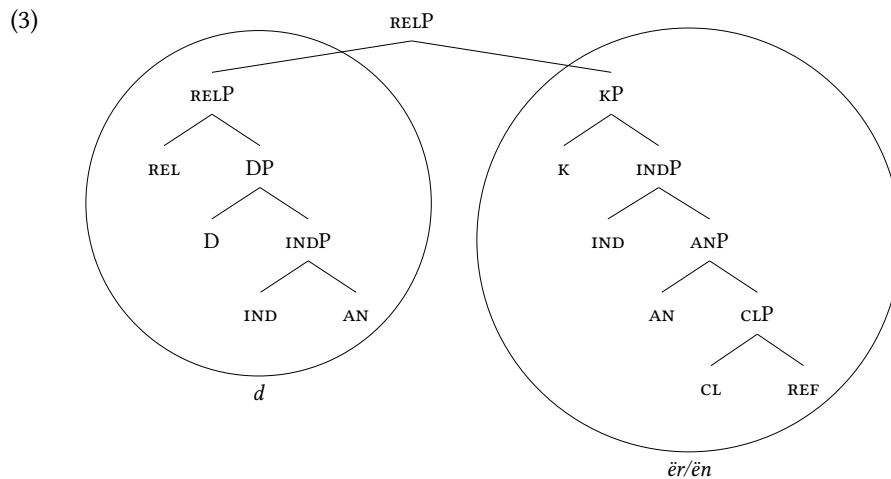 (3)
RELP
RELP KP
REL DP K INDP
D INDP IND ANP
IND AN AN CLP
CL REF
d
ër/ën